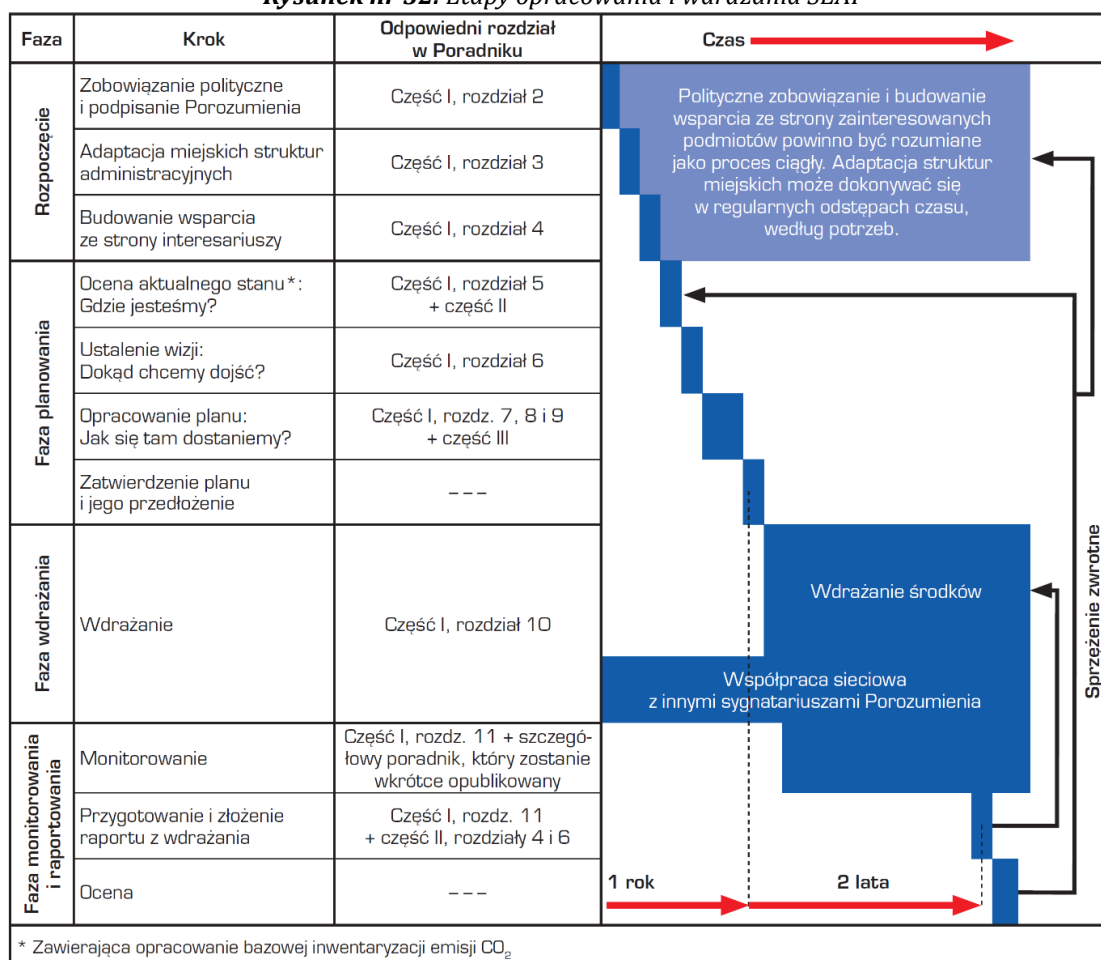 Rysunek nr 32. Etapy opracowania i wdrażania SEAP
Faza
Krok
Odpowiedni rozdział
w Poradniku
Czas
Rozpoczęcie
Zobowiązanie polityczne
i podpisanie Porozumienia
Część I, rozdział 2
Adaptacja miejskich struktur
administracyjnych
Część I, rozdział 3
Budowanie wsparcia
ze strony interesariuszy
Część I, rozdział 4
Polityczne zobowiązanie i budowanie
wsparcia ze strony zainteresowanych
podmiotów powinno być rozumiane
jako proces ciągły. Adaptacja struktur
miejskich może dokonywać się
w regularnych odstępach czasu,
według potrzeb.
Faza planowania
Ocena aktualnego stanu*:
Gdzie jesteśmy?
Część I, rozdział 5
+ część II
Ustalenie wizji:
Dokąd chcemy dojść?
Część I, rozdział 6
Opracowanie planu:
Jak się tam dostaniemy?
Część I, rozdz. 7, 8 i 9
+ część III
Zatwierdzenie planu
i jego przedłożenie
– – –
Faza wdrażania
Wdrażanie
Część I, rozdział 10
Wdrażanie środków
Współpraca sieciowa
z innymi sygnatariuszami Porozumienia
Sprzężenie zwrotne
Faza monitorowania
i raportowania
Monitorowanie
Część I, rozdz. 11 + szczegó-
łowy poradnik, który zostanie
wkrótce opublikowany
Przygotowanie i złożenie
raportu z wdrażania
Część I, rozdz. 11
+ część II, rozdziały 4 i 6
Ocena
– – –
1 rok
2 lata
* Zawierająca opracowanie bazowej inwentaryzacji emisji CO₂